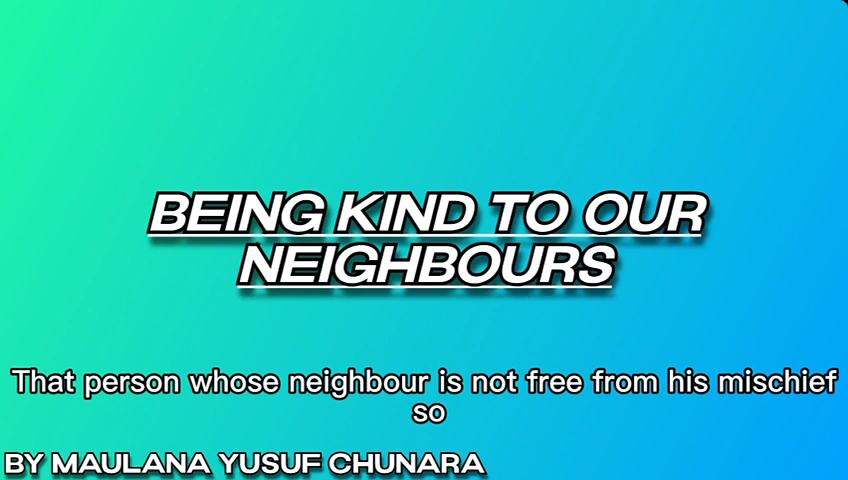 BEING KIND TO OUR
NEIGHBOURS
That person whose neighbour is not free from his mischief
so
BY MAULANA YUSUF CHUNARA